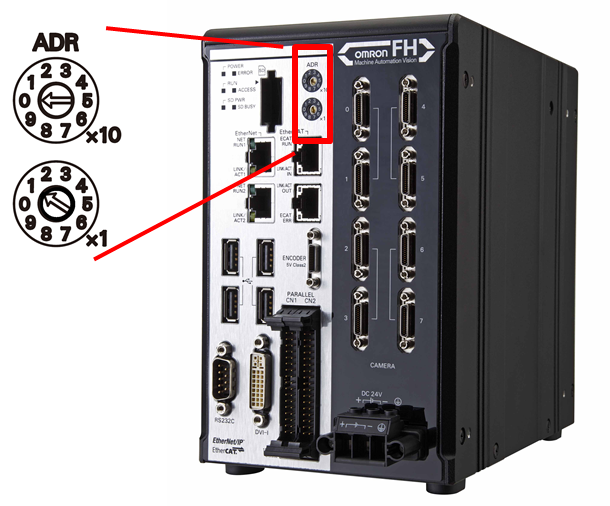 ADR
1 2 3 4
0 5
9 8 7 6
×10
1 2 3 4
0 5
9 8 7 6
×1
OMRON FH
Machine Automation Vision
POWER
ERROR
RUN
ACCESS
SD PWR
SD BUSY
SD
ADR
EtherNet
EtherCAT
NET RUN1
ECAT RUN
LINK/ACT1
LINK/ACT IN
NET RUN2
LINK/ACT OUT
LINK/ACT2
ECAT ERR
ENCODER
5V Class2
PARALLEL
CN1 CN2
RS232C
DVI-I
EtherNet/IP
EtherCAT
0 4
1 5
2 6
3 7
CAMERA
DC 24V
+ −
+ −